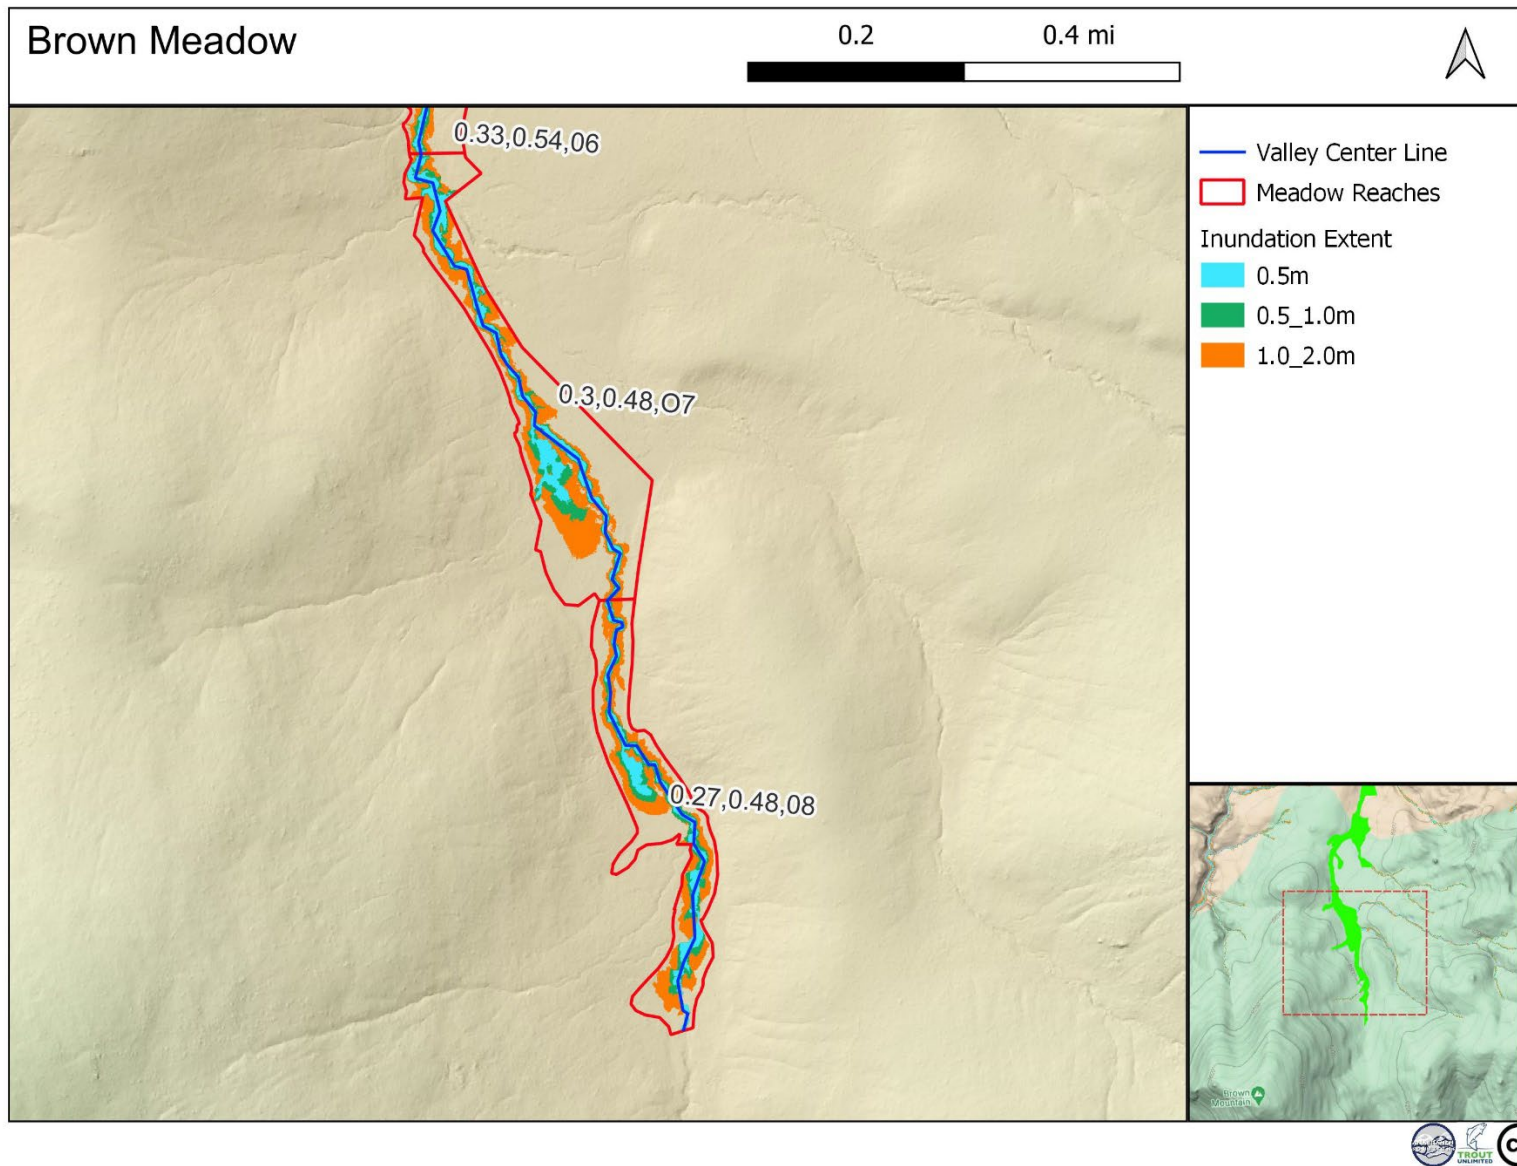 Brown Meadow
0.2 0.4 mi
0.33,0.54,06
0.3,0.48,O7
0.27,0.48,08
Valley Center Line
Meadow Reaches
Inundation Extent
0.5m
0.5_1.0m
1.0_2.0m
Brown
Mountain
TROUT
UNLIMITED